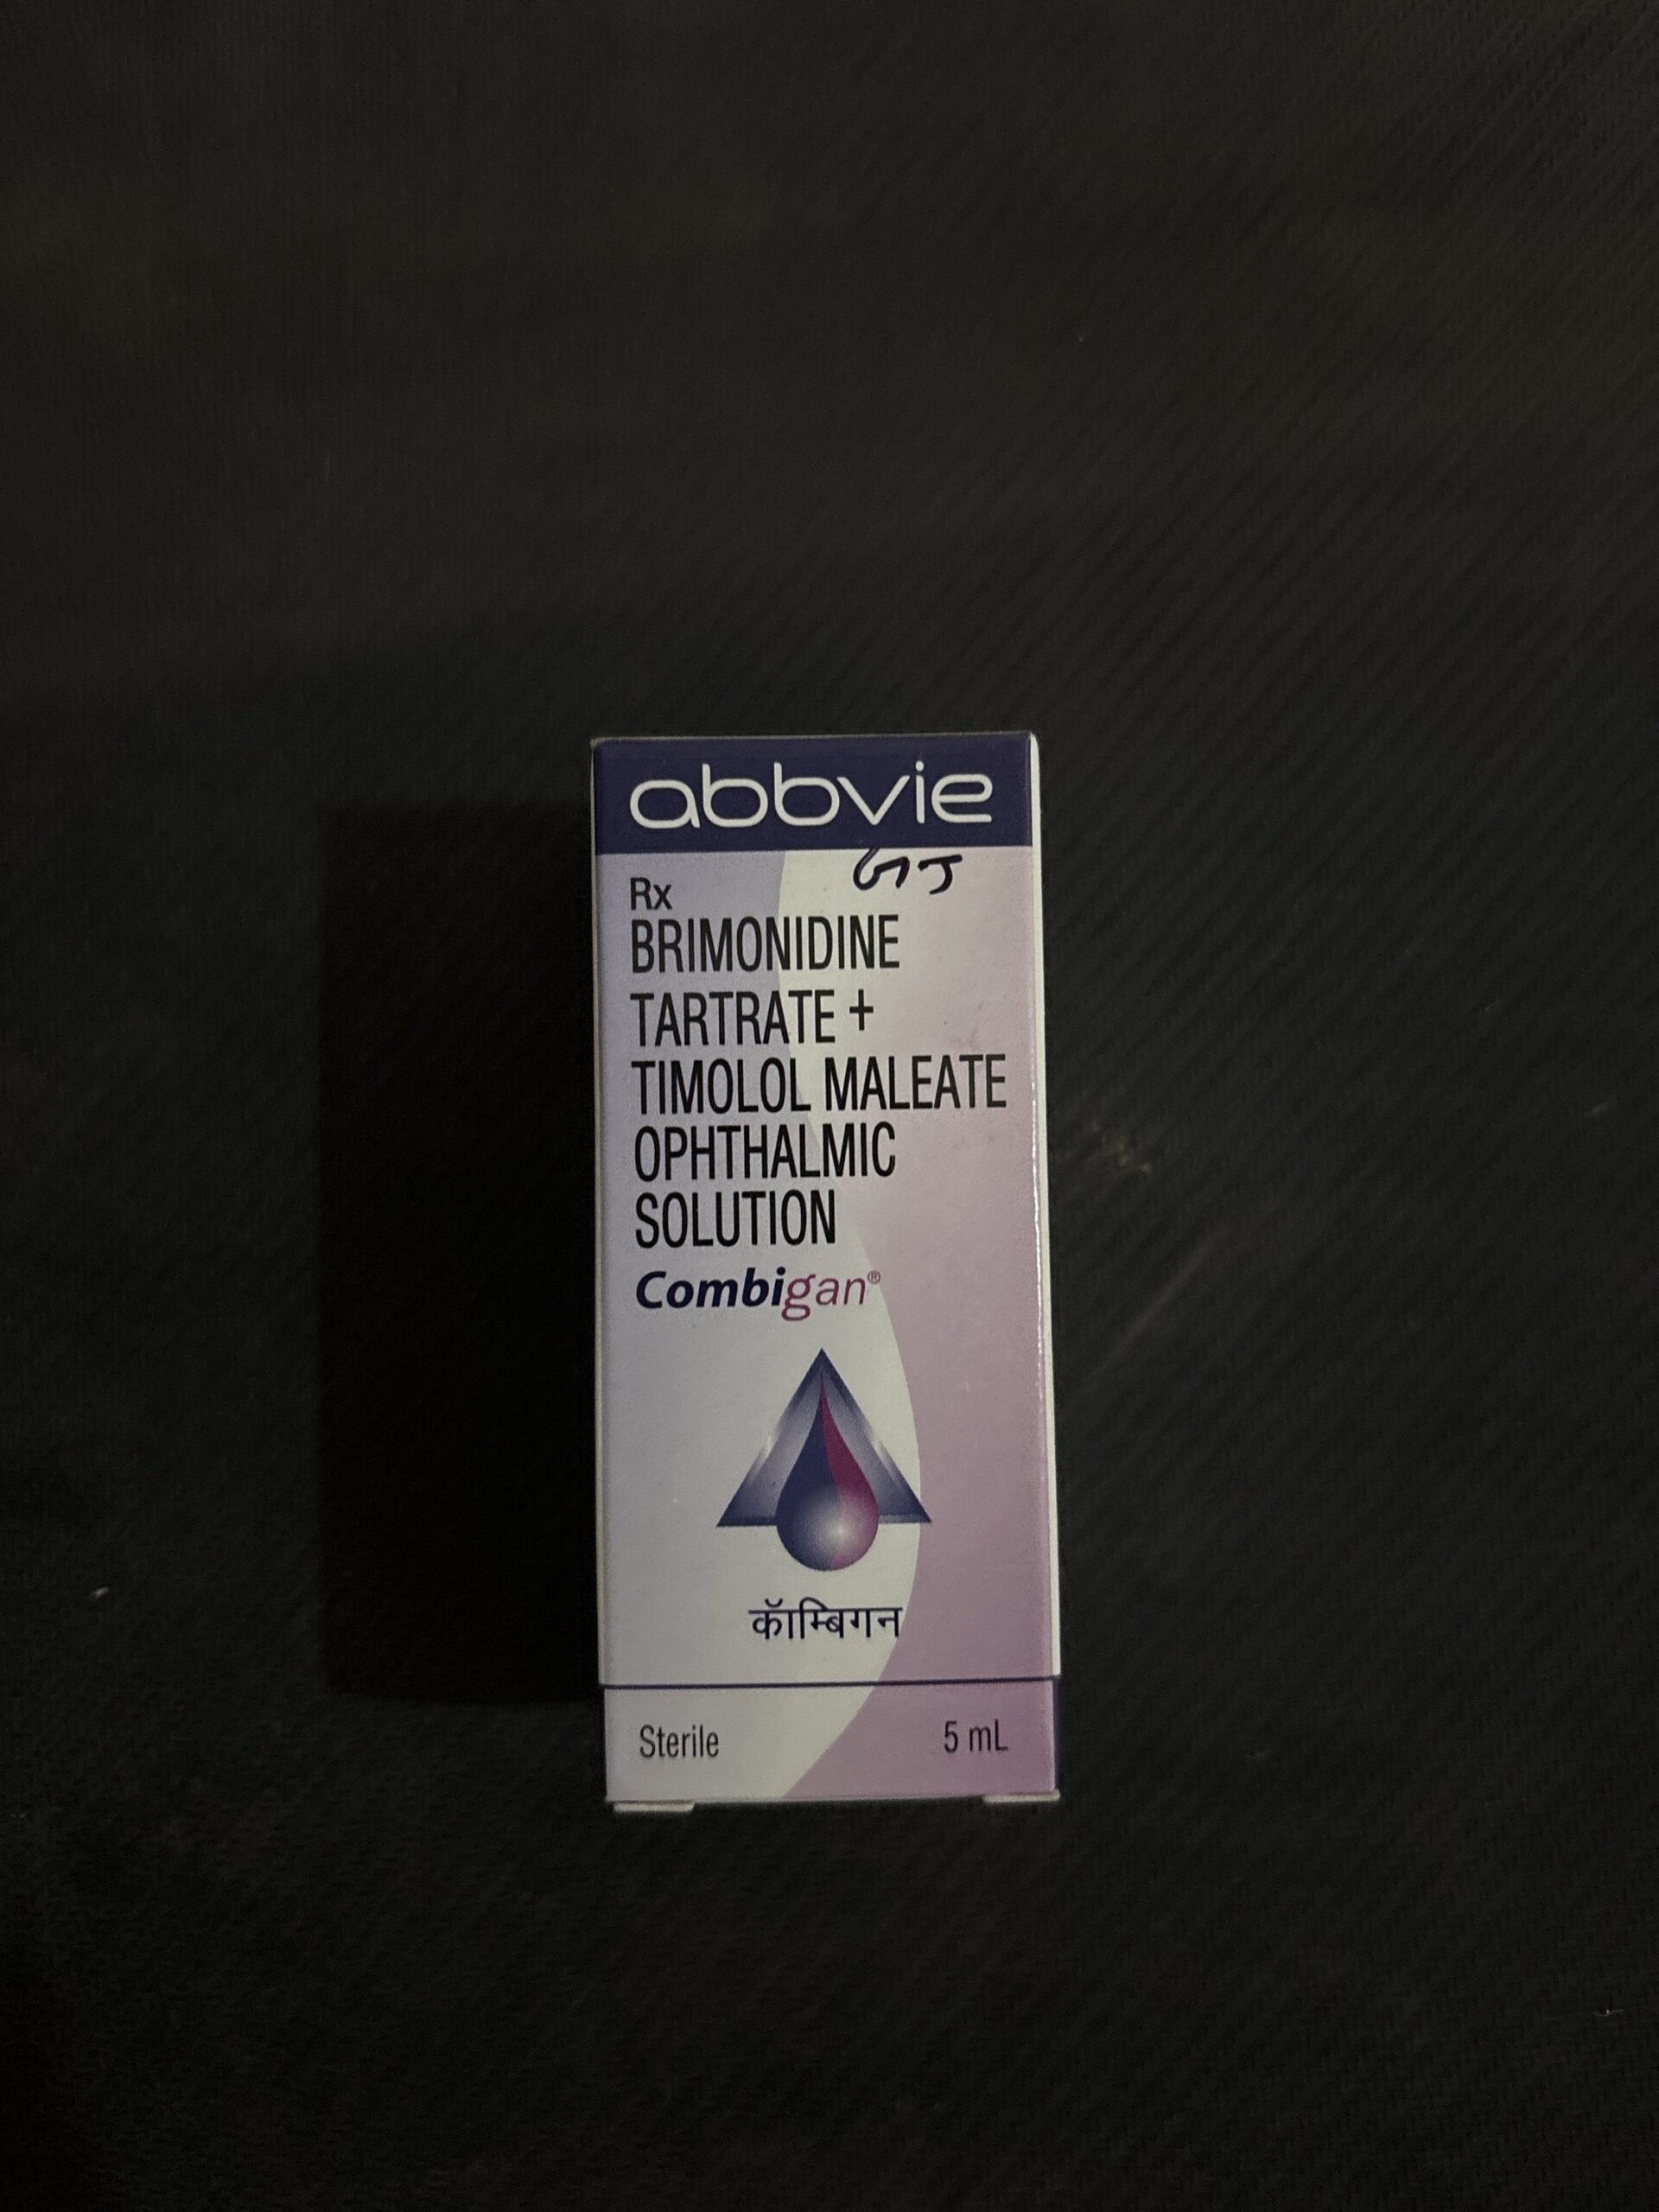 abbvie
Rx
BRIMONIDINE
TARTRATE +
TIMOLOL MALEATE
OPHTHALMIC
SOLUTION
Combigan®
कॅाम्बिगन
Sterile 5 mL